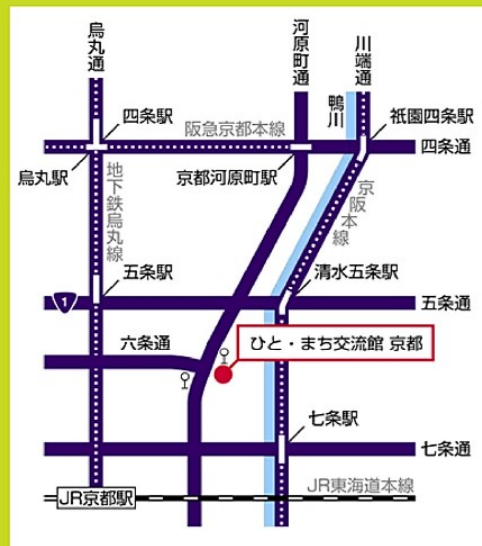 烏丸通
河原町通
川端通
鴨川
四条駅
阪急京都本線
祇園四条駅
四条通
烏丸駅
京都河原町駅
地下鉄烏丸線
京阪本線
五条駅
清水五条駅
1
五条通
六条通
ひと・まち交流館 京都
七条駅
七条通
JR東海道本線
JR京都駅